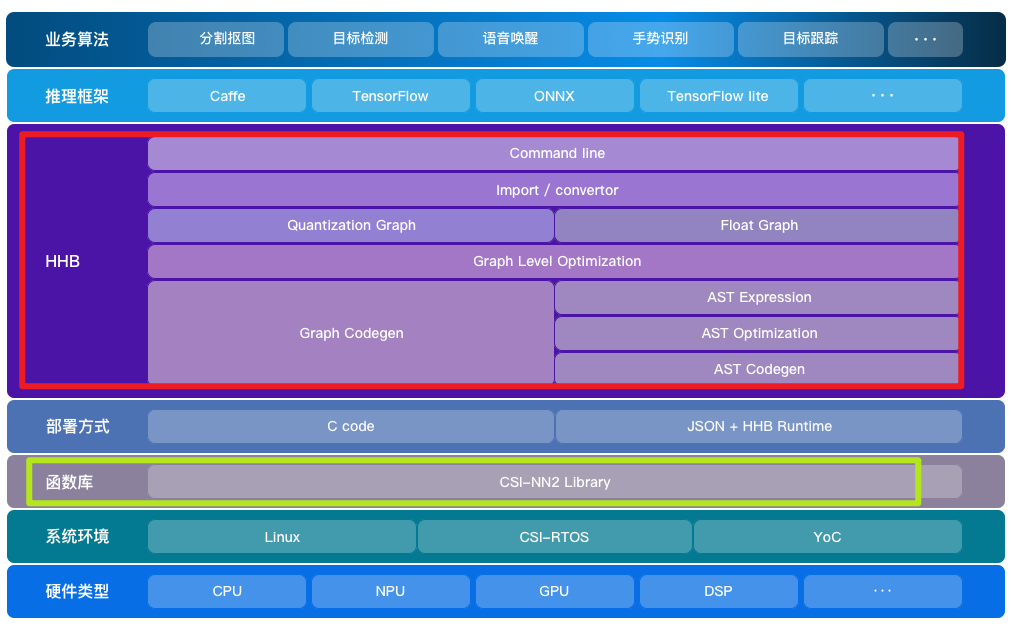 业务算法 分割抠图 目标检测 语音唤醒 手势识别 目标跟踪 ···
推理框架 Caffe TensorFlow ONNX TensorFlow lite ···
Command line
Import / convertor
Quantization Graph Float Graph
HHB Graph Level Optimization
AST Expression
Graph Codegen AST Optimization
AST Codegen
部署方式 C code JSON + HHB Runtime
函数库 CSI-NN2 Library
系统环境 Linux CSI-RTOS YoC
硬件类型 CPU NPU GPU DSP ···